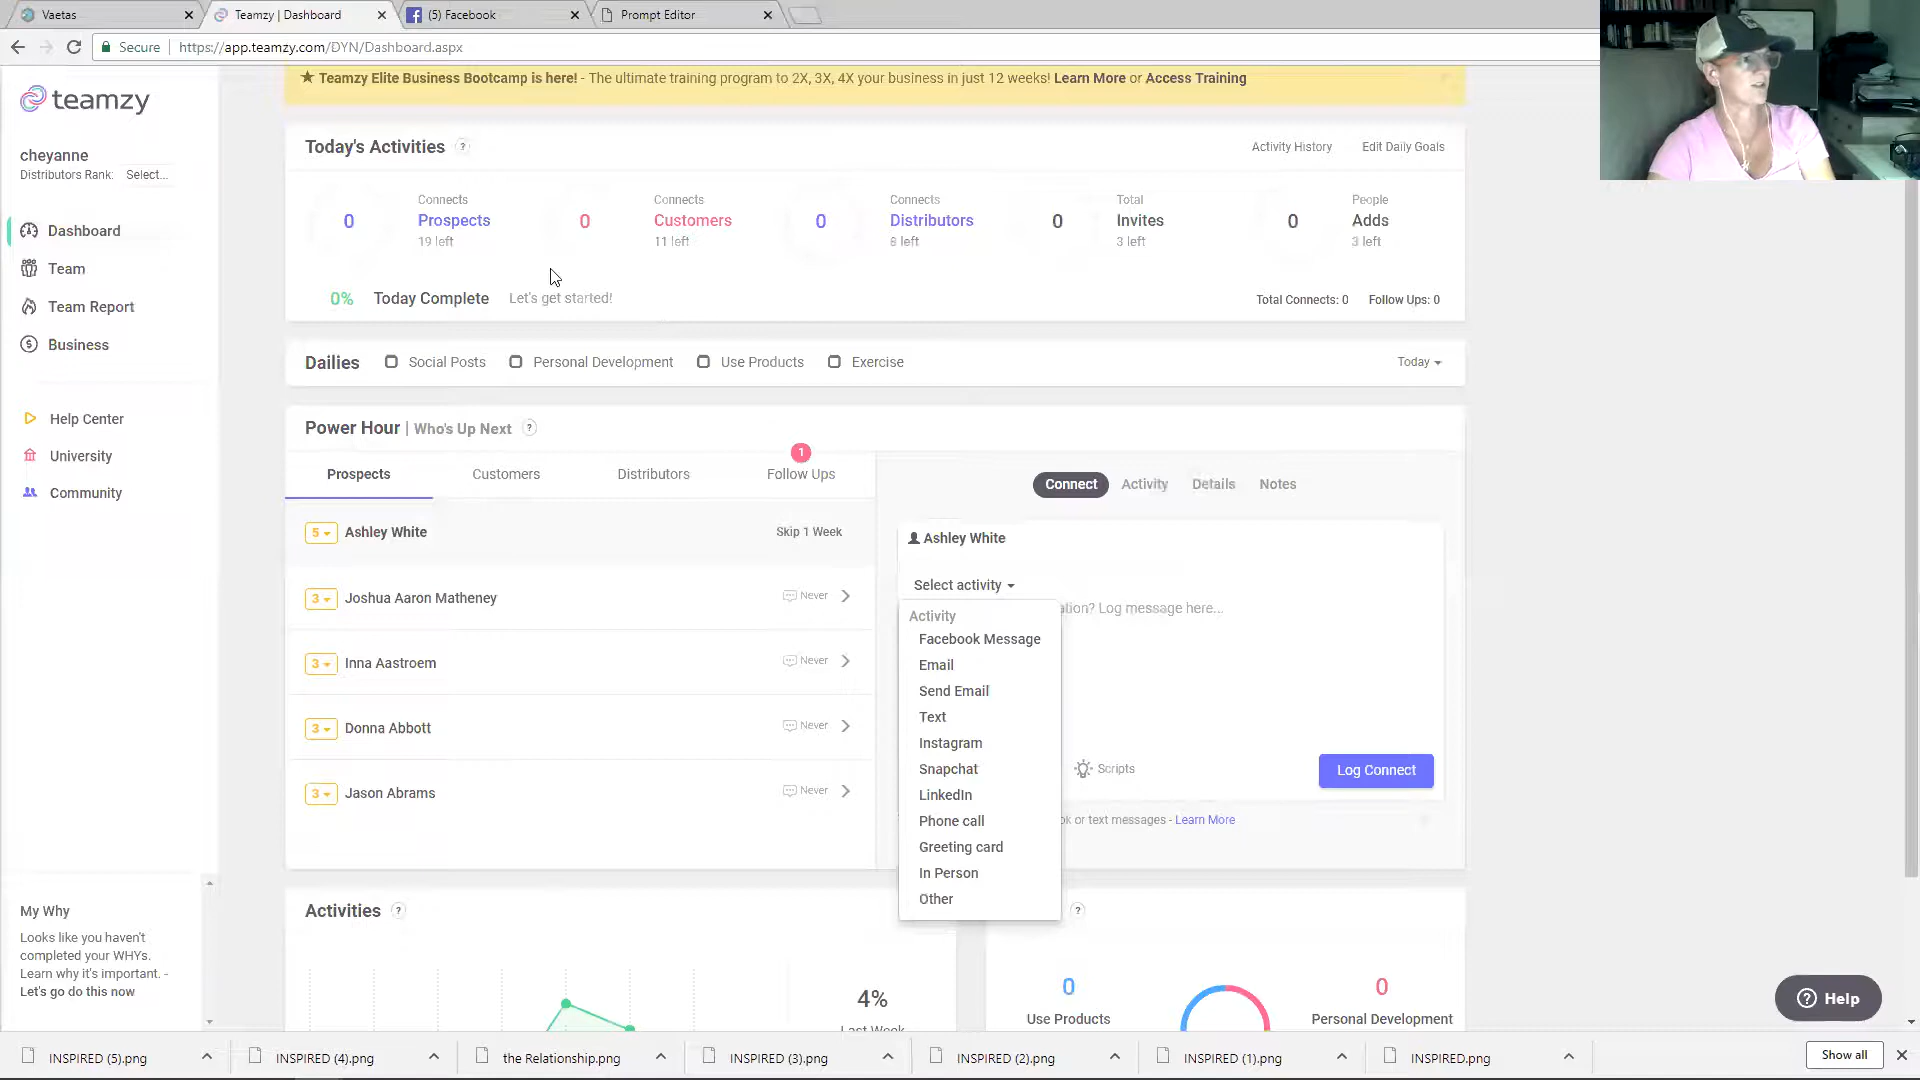 Vaetas
Teamzy | Dashboard
(5) Facebook
Prompt Editor
Secure
https://app.teamzy.com/DYN/Dashboard.aspx
★ Teamzy Elite Business Bootcamp is here! - The ultimate training program to 2X, 3X, 4X your business in just 12 weeks! Learn More or Access Training
teamzy
cheyanne
Distributors Rank: Select...
Dashboard
Team
Team Report
Business
Help Center
University
Community
My Why
Looks like you haven't
completed your WHYs.
Learn why it's important. -
Let's go do this now
Today's Activities ?
Activity History
Edit Daily Goals
0
Connects
Prospects
19 left
0
Connects
Customers
11 left
0
Connects
Distributors
8 left
0
Total
Invites
3 left
0
People
Adds
3 left
0% Today Complete Let's get started!
Total Connects: 0 Follow Ups: 0
Dailies Social Posts Personal Development Use Products Exercise Today
Power Hour | Who's Up Next ?
Prospects Customers Distributors Follow Ups 1
5 Ashley White Skip 1 Week
3 Joshua Aaron Matheney Never
3 Inna Aastroem Never
3 Donna Abbott Never
3 Jason Abrams Never
Connect Activity Details Notes
Ashley White
Select activity
ation? Log message here...
Activity
Facebook Message
Email
Send Email
Text
Instagram
Snapchat
LinkedIn
Phone call
Greeting card
In Person
Other
Scripts
Log Connect
ok or text messages - Learn More
Activities ?
4%
Last Week
?
0
Use Products
0
Personal Development
? Help
INSPIRED (5).png
INSPIRED (4).png
the Relationship.png
INSPIRED (3).png
INSPIRED (2).png
INSPIRED (1).png
INSPIRED.png
Show all